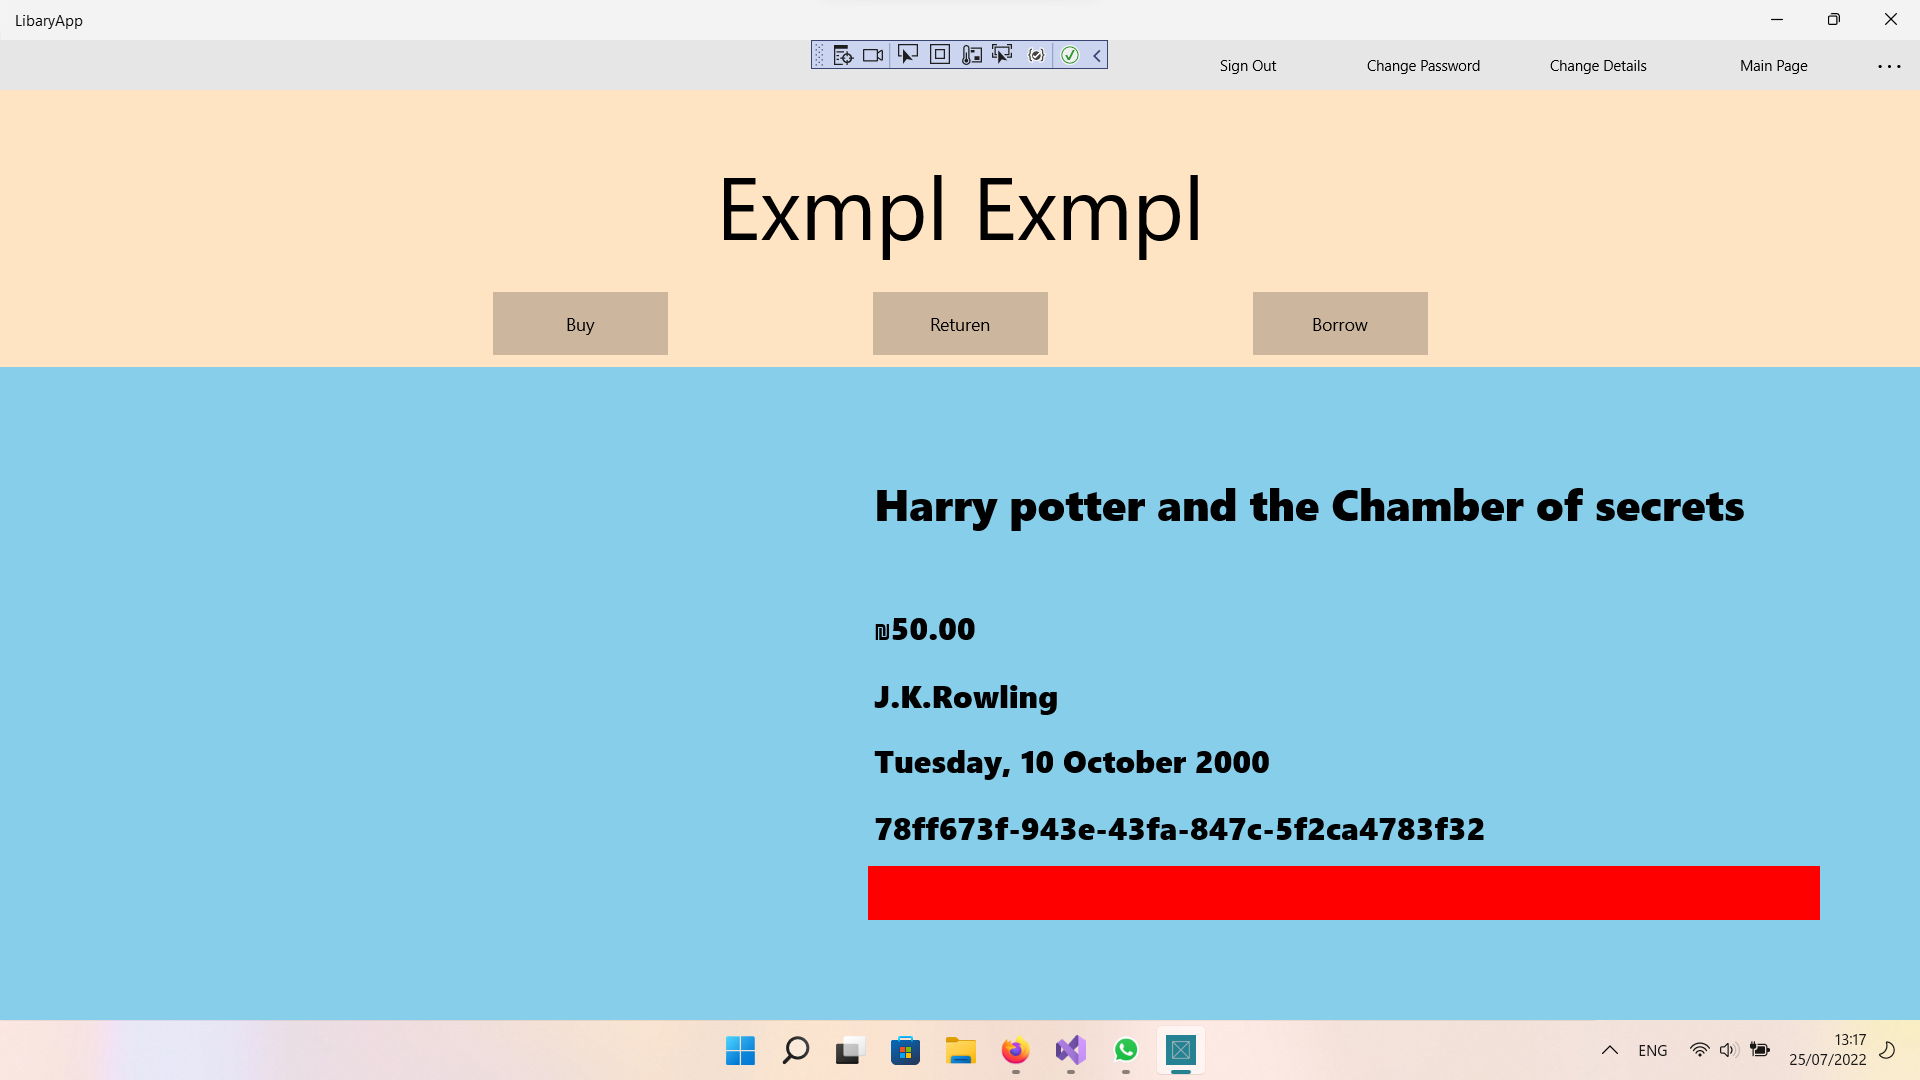 LibaryApp
Sign Out
Change Password
Change Details
Main Page
Exmpl Exmpl
Buy
Returen
Borrow
Harry potter and the Chamber of secrets
₪50.00
J.K.Rowling
Tuesday, 10 October 2000
78ff673f-943e-43fa-847c-5f2ca4783f32
ENG
13:17
25/07/2022